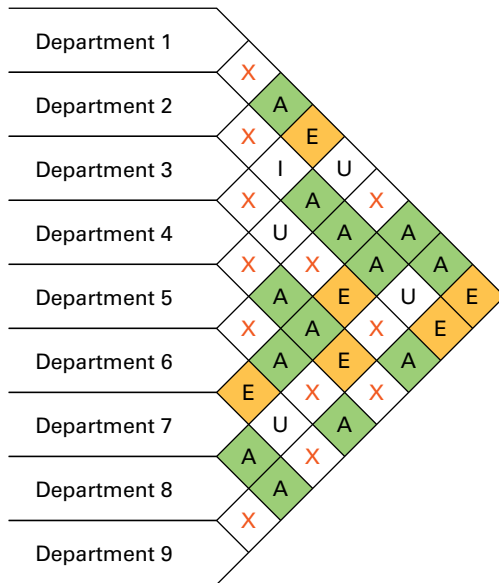 Department 1
X
Department 2 A
X E
Department 3 I U
X A X
Department 4 U A A
X X A A
Department 5 A E U E
X A X E
Department 6 A E A
E X X
Department 7 U A
A X
Department 8 A
X
Department 9